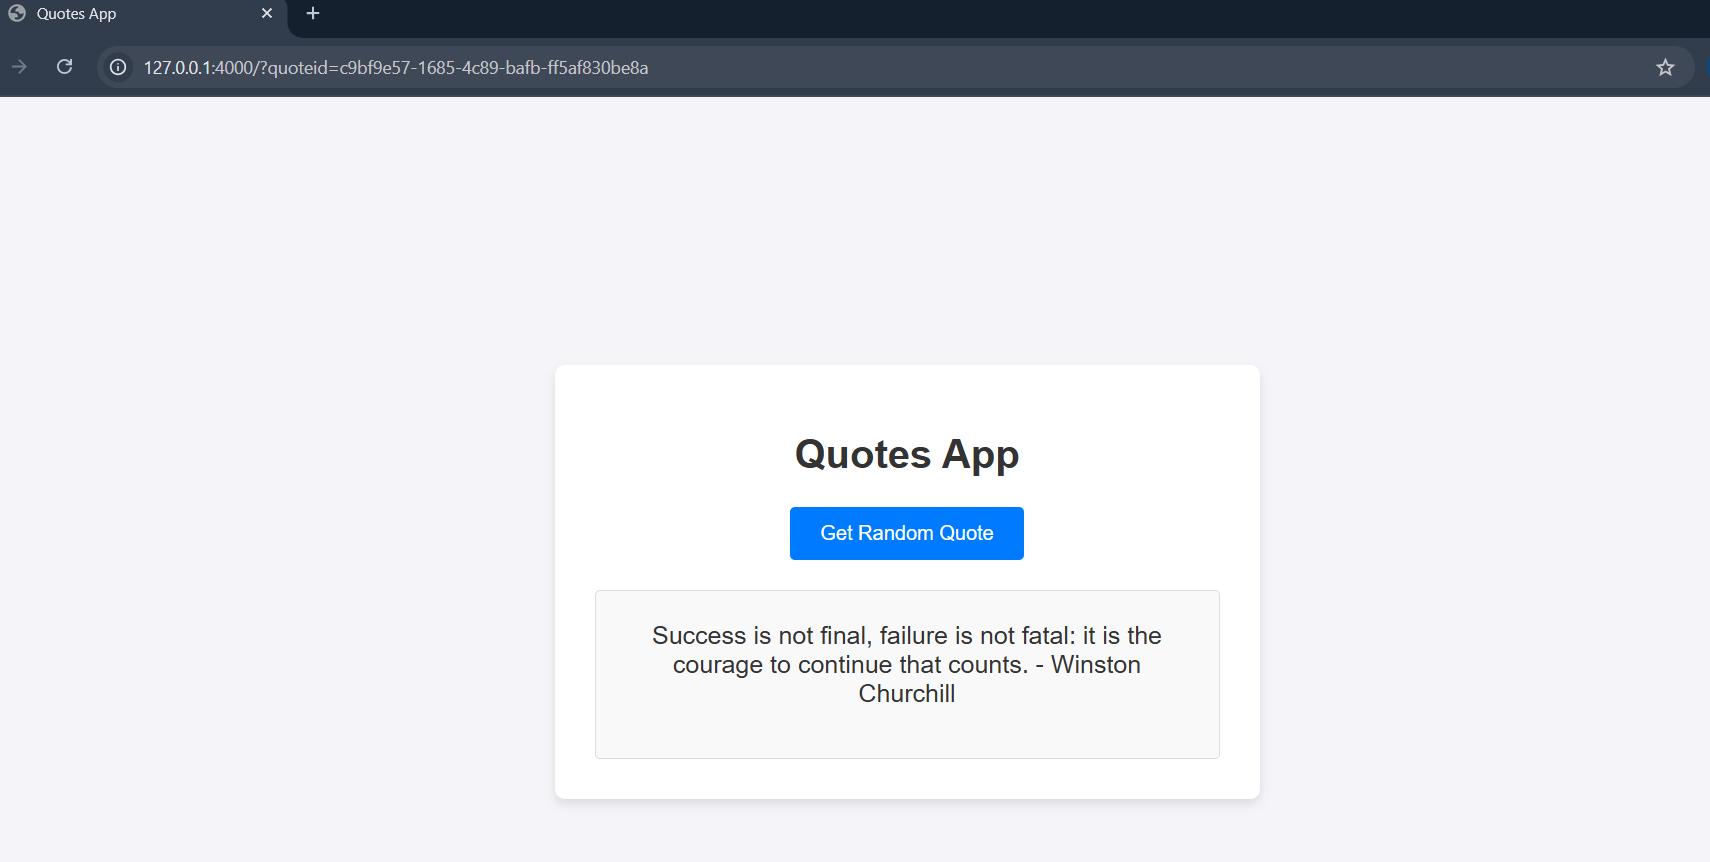 Quotes App
127.0.0.1:4000/?quoteid=c9bf9e57-1685-4c89-bafb-ff5af830be8a
Quotes App
Get Random Quote
Success is not final, failure is not fatal: it is the
courage to continue that counts. - Winston
Churchill